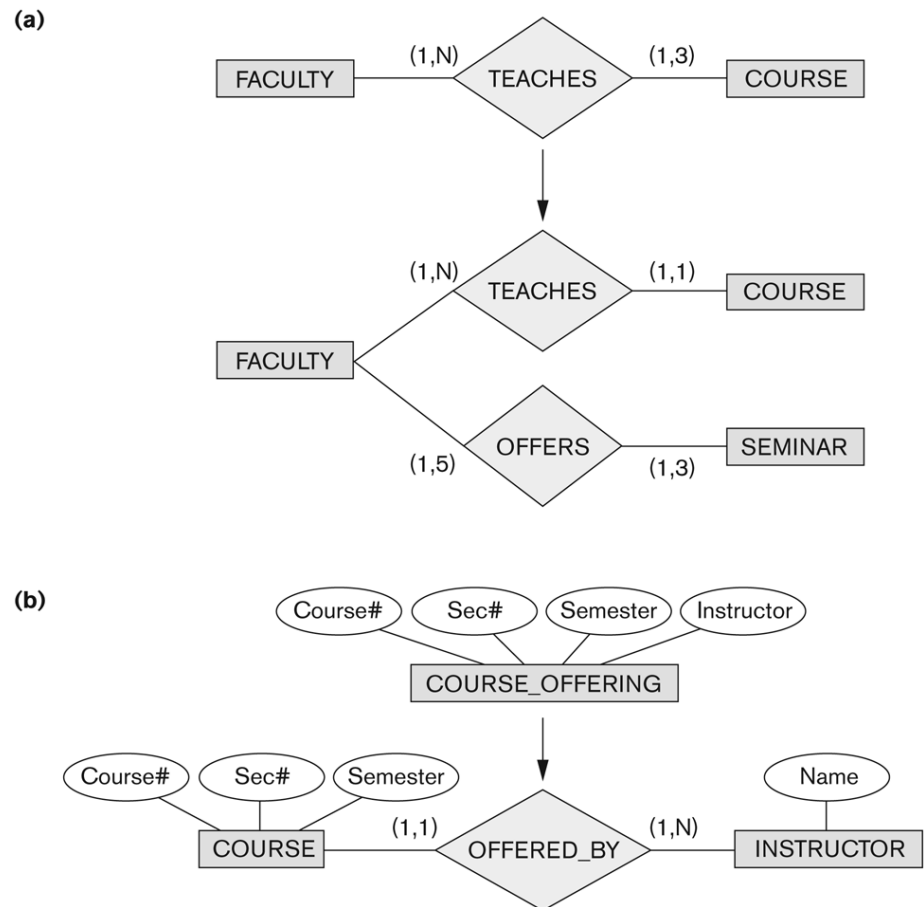 (a)
(1,N) (1,3)
FACULTY TEACHES COURSE
(1,N) (1,1)
TEACHES COURSE
FACULTY
OFFERS SEMINAR
(1,5) (1,3)
(b)
Course# Sec# Semester Instructor
COURSE_OFFERING
Course# Sec# Semester Name
(1,1) (1,N)
COURSE OFFERED_BY INSTRUCTOR